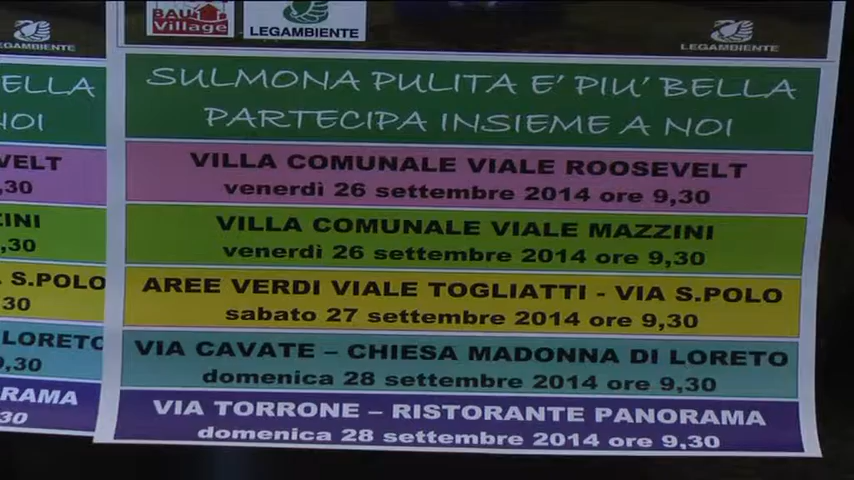 LEGAMBIENTE
BAU
Village
LEGAMBIENTE
LEGAMBIENTE
ELLA
NOI
VELT
9,30
ZINI
9,30
S.POLO
30
LORETO
9,30
RAMA
9,30
SULMONA PULITA E' PIU' BELLA
PARTECIPA INSIEME A NOI
VILLA COMUNALE VIALE ROOSEVELT
venerdì 26 settembre 2014 ore 9,30
VILLA COMUNALE VIALE MAZZINI
venerdì 26 settembre 2014 ore 9,30
AREE VERDI VIALE TOGLIATTI - VIA S.POLO
sabato 27 settembre 2014 ore 9,30
VIA CAVATE – CHIESA MADONNA DI LORETO
domenica 28 settembre 2014 ore 9,30
VIA TORRONE – RISTORANTE PANORAMA
domenica 28 settembre 2014 ore 9,30